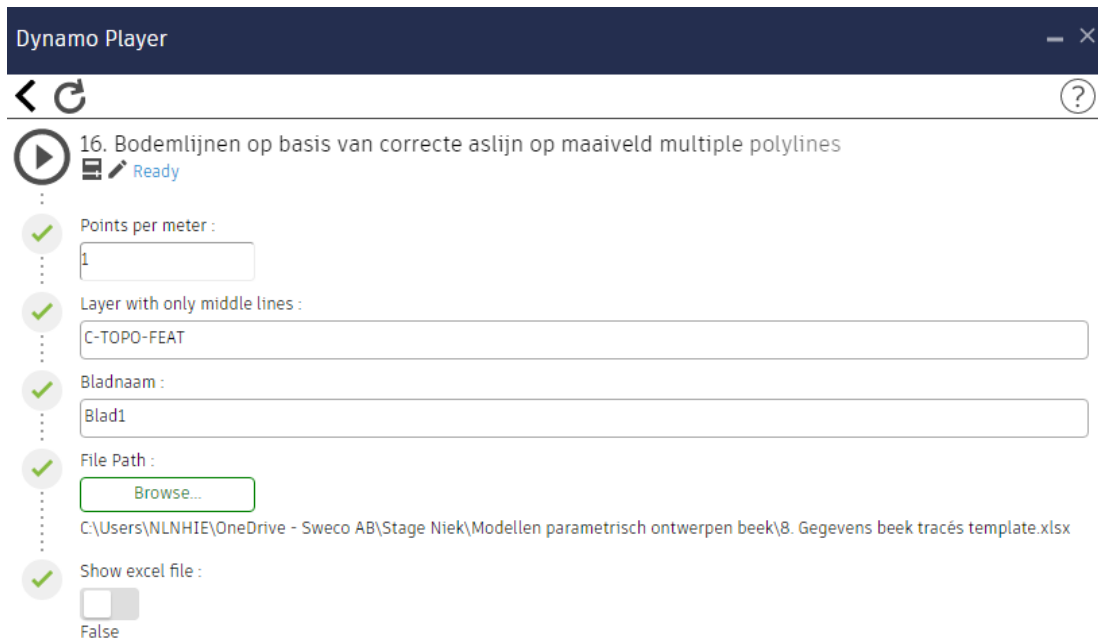 Dynamo Player
?
16. Bodemlijnen op basis van correcte aslijn op maaiveld multiple polylines
Ready
Points per meter :
1
Layer with only middle lines :
C-TOPO-FEAT
Bladnaam :
Blad1
File Path :
Browse...
C:\Users\NLNHIE\OneDrive - Sweco AB\Stage Niek\Modellen parametrisch ontwerpen beek\8. Gegevens beek tracés template.xlsx
Show excel file :
False